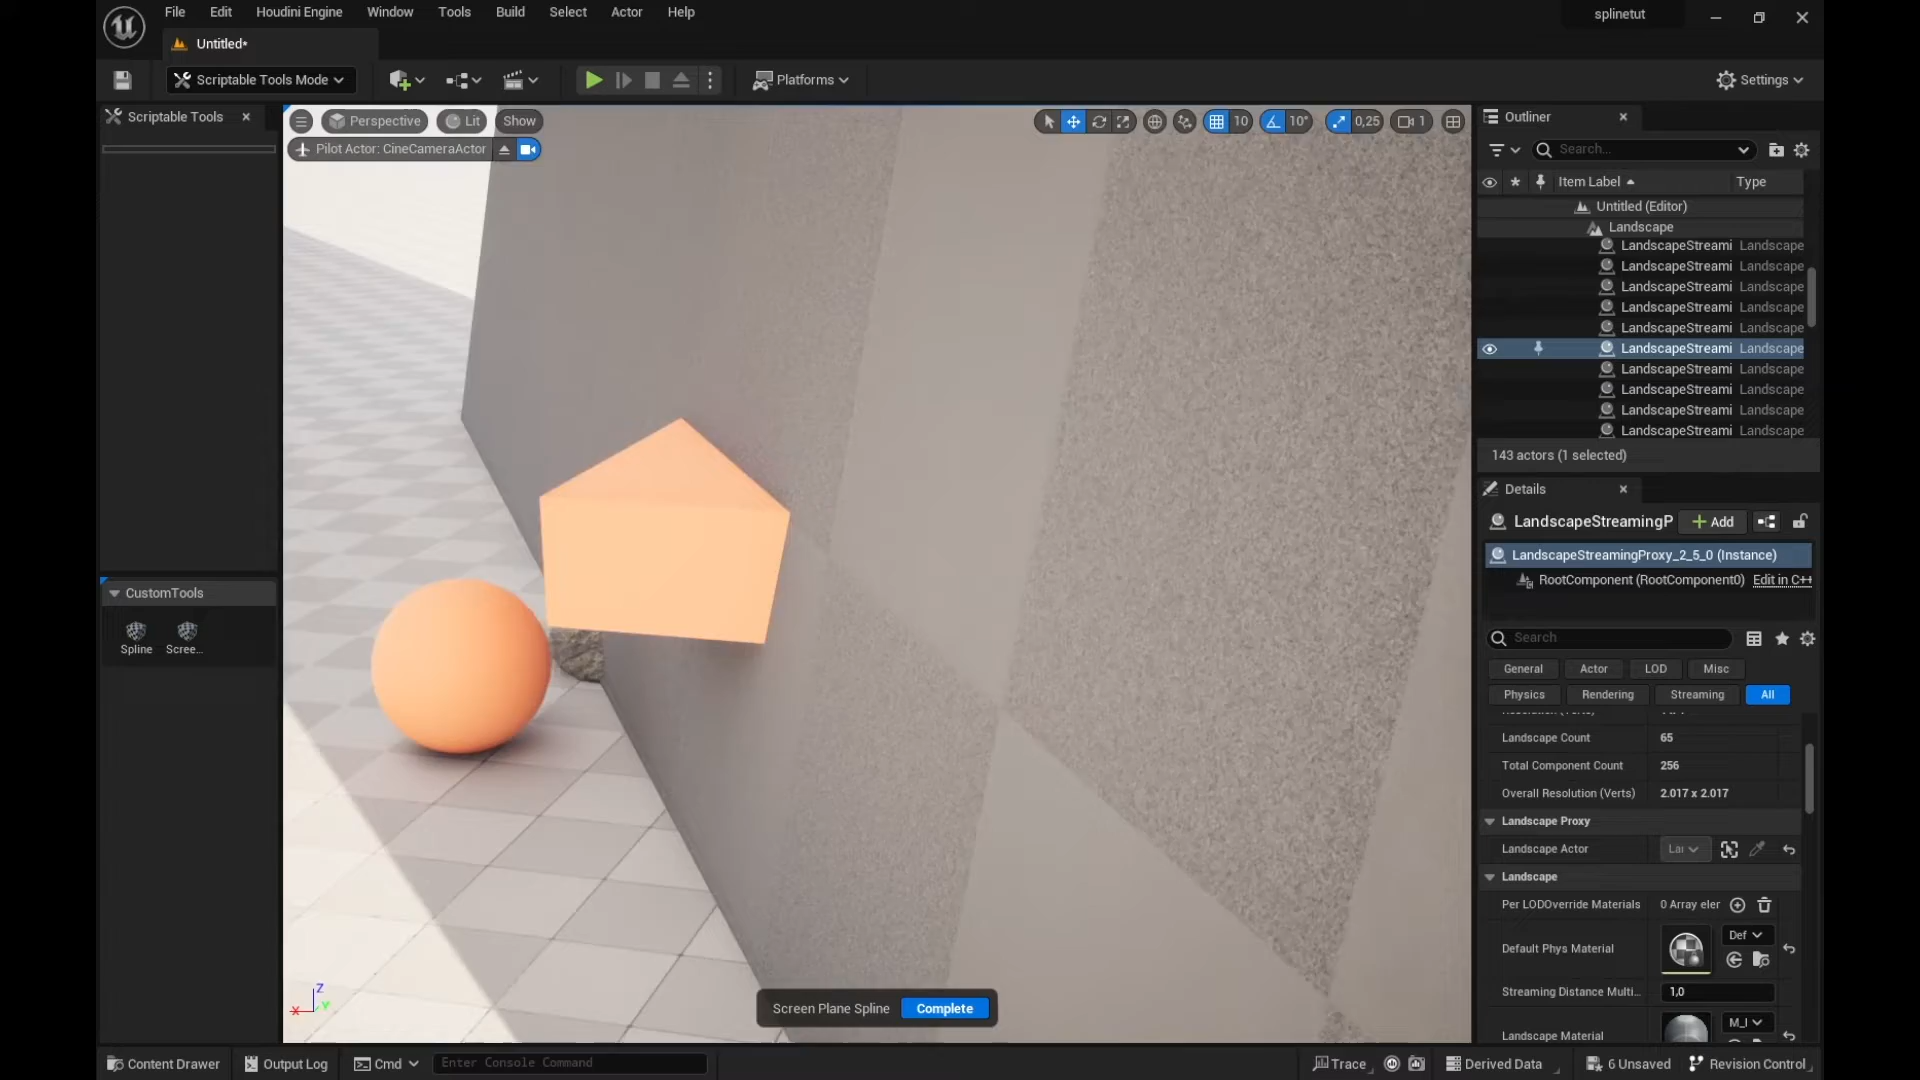 File Edit Houdini Engine Window Tools Build Select Actor Help
splinetut
Untitled*
Scriptable Tools Mode
Platforms
Settings
Scriptable Tools
CustomTools
Spline Scree...
Perspective Lit Show
10 10° 0,25 1
Pilot Actor: CineCameraActor
Screen Plane Spline Complete
Z
X Y
Outliner
Search...
Item Label Type
Untitled (Editor)
Landscape
LandscapeStreami Landscape
LandscapeStreami Landscape
LandscapeStreami Landscape
LandscapeStreami Landscape
LandscapeStreami Landscape
LandscapeStreami Landscape
LandscapeStreami Landscape
LandscapeStreami Landscape
LandscapeStreami Landscape
LandscapeStreami Landscape
143 actors (1 selected)
Details
LandscapeStreamingP Add
LandscapeStreamingProxy_2_5_0 (Instance)
RootComponent (RootComponent0) Edit in C++
Search
General Actor LOD Misc
Physics Rendering Streaming All
Landscape Count 65
Total Component Count 256
Overall Resolution (Verts) 2.017 x 2.017
Landscape Proxy
Landscape Actor Lar
Landscape
Per LODOverride Materials 0 Array eler
Default Phys Material Def
Streaming Distance Multi... 1,0
Landscape Material M_l
Content Drawer Output Log Cmd Enter Console Command
Trace Derived Data 6 Unsaved Revision Control